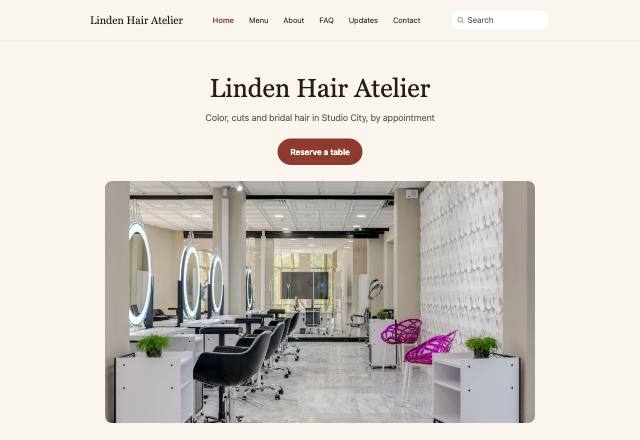 Linden Hair Atelier
Home Menu About FAQ Updates Contact
Search
Linden Hair Atelier
Color, cuts and bridal hair in Studio City, by appointment
Reserve a table